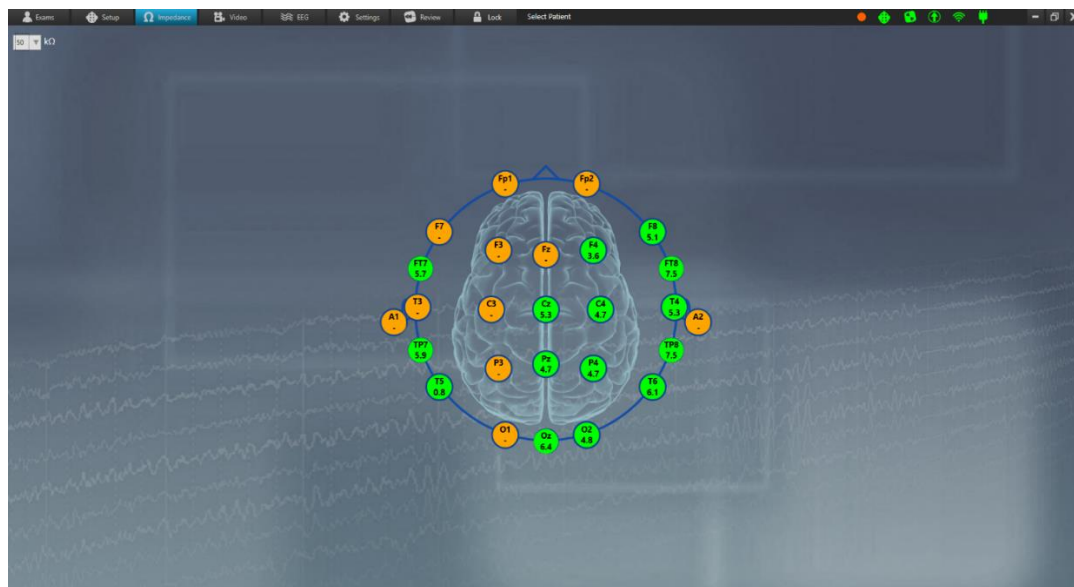 Exams Setup Impedance Video EEG Settings Review Lock Select Patient
50 kΩ
Fp1 Fp2
- -
F7 F8
- 5.1
F3 Fz F4
- - 3.6
FT7 FT8
5.7 7.5
T3 C3 Cz C4 T4
- - 5.3 4.7 5.3
A1 A2
- -
TP7 TP8
5.9 7.5
P3 Pz P4
- 4.7 4.7
T5 T6
0.8 6.1
O1 Oz O2
- 6.4 4.8